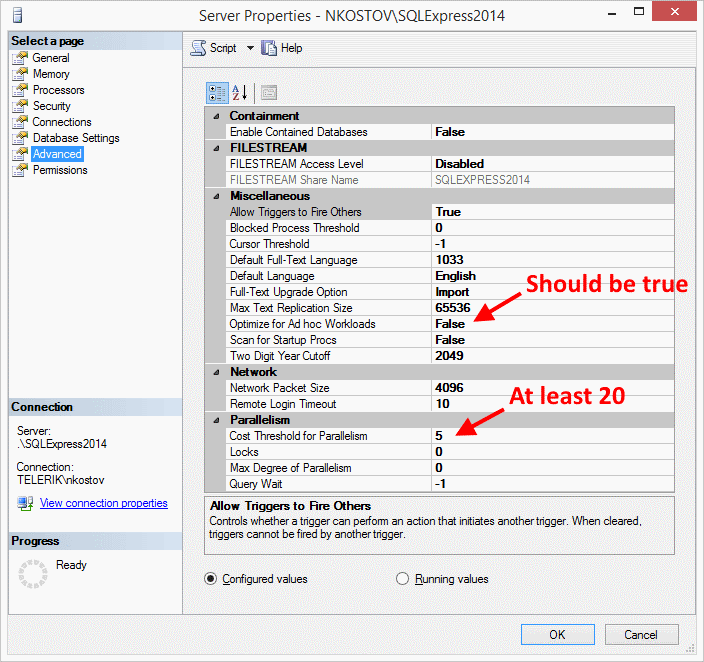 Server Properties - NKOSTOV\SQLExpress2014
Select a page
General
Memory
Processors
Security
Connections
Database Settings
Advanced
Permissions
Script Help
Containment
Enable Contained Databases False
FILESTREAM
FILESTREAM Access Level Disabled
FILESTREAM Share Name SQLEXPRESS2014
Miscellaneous
Allow Triggers to Fire Others True
Blocked Process Threshold 0
Cursor Threshold -1
Default Full-Text Language 1033
Default Language English
Full-Text Upgrade Option Import
Should be true
Max Text Replication Size 65536
Optimize for Ad hoc Workloads False
Scan for Startup Procs False
Two Digit Year Cutoff 2049
Network
Network Packet Size 4096
Remote Login Timeout 10
At least 20
Parallelism
Cost Threshold for Parallelism 5
Locks 0
Max Degree of Parallelism 0
Query Wait -1
Connection
Server:
.\SQLExpress2014
Connection:
TELERIK\nkostov
View connection properties
Progress
Ready
Allow Triggers to Fire Others
Controls whether a trigger can perform an action that initiates another trigger. When cleared,
triggers cannot be fired by another trigger.
Configured values Running values
OK Cancel